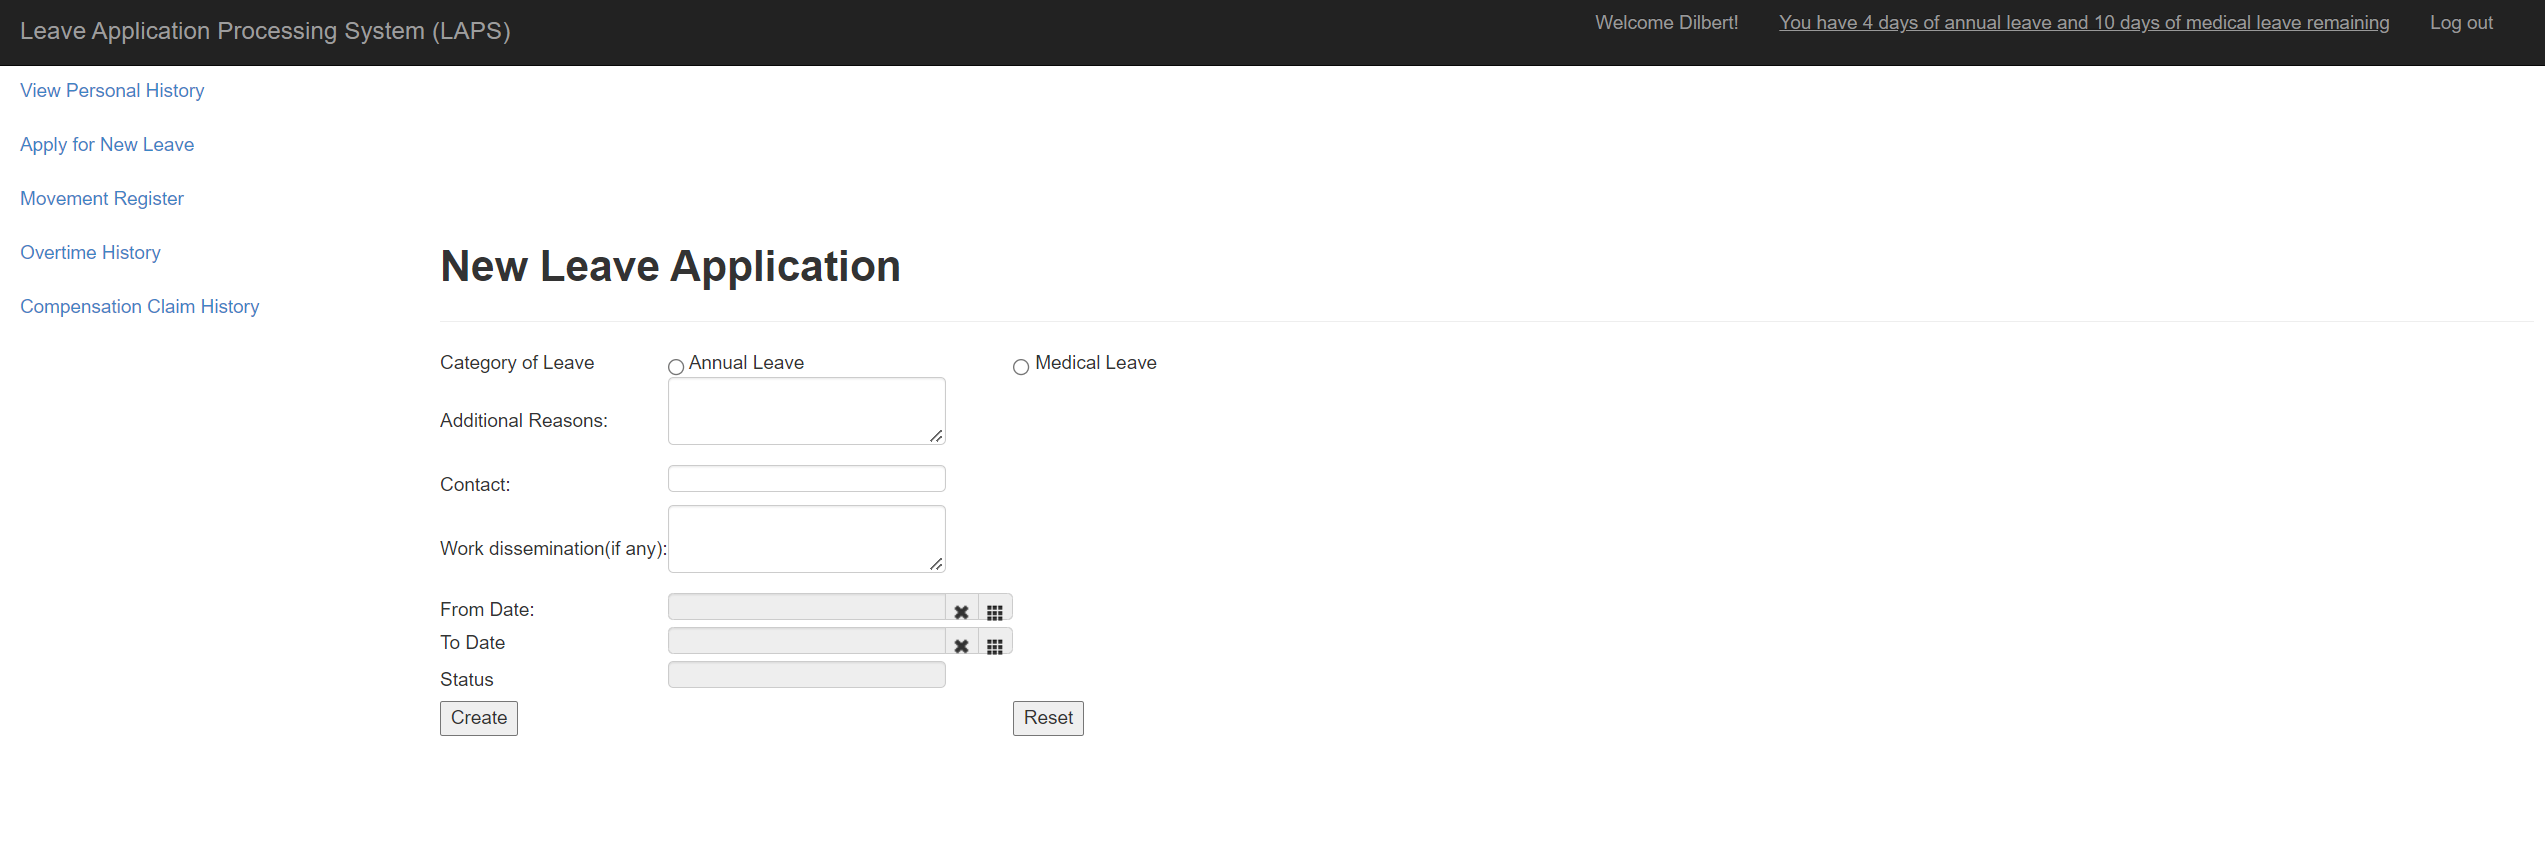 Leave Application Processing System (LAPS)
Welcome Dilbert!
You have 4 days of annual leave and 10 days of medical leave remaining
Log out
View Personal History
Apply for New Leave
Movement Register
Overtime History
Compensation Claim History
New Leave Application
Category of Leave
Annual Leave
Medical Leave
Additional Reasons:
Contact:
Work dissemination(if any):
From Date:
To Date
Status
Create
Reset